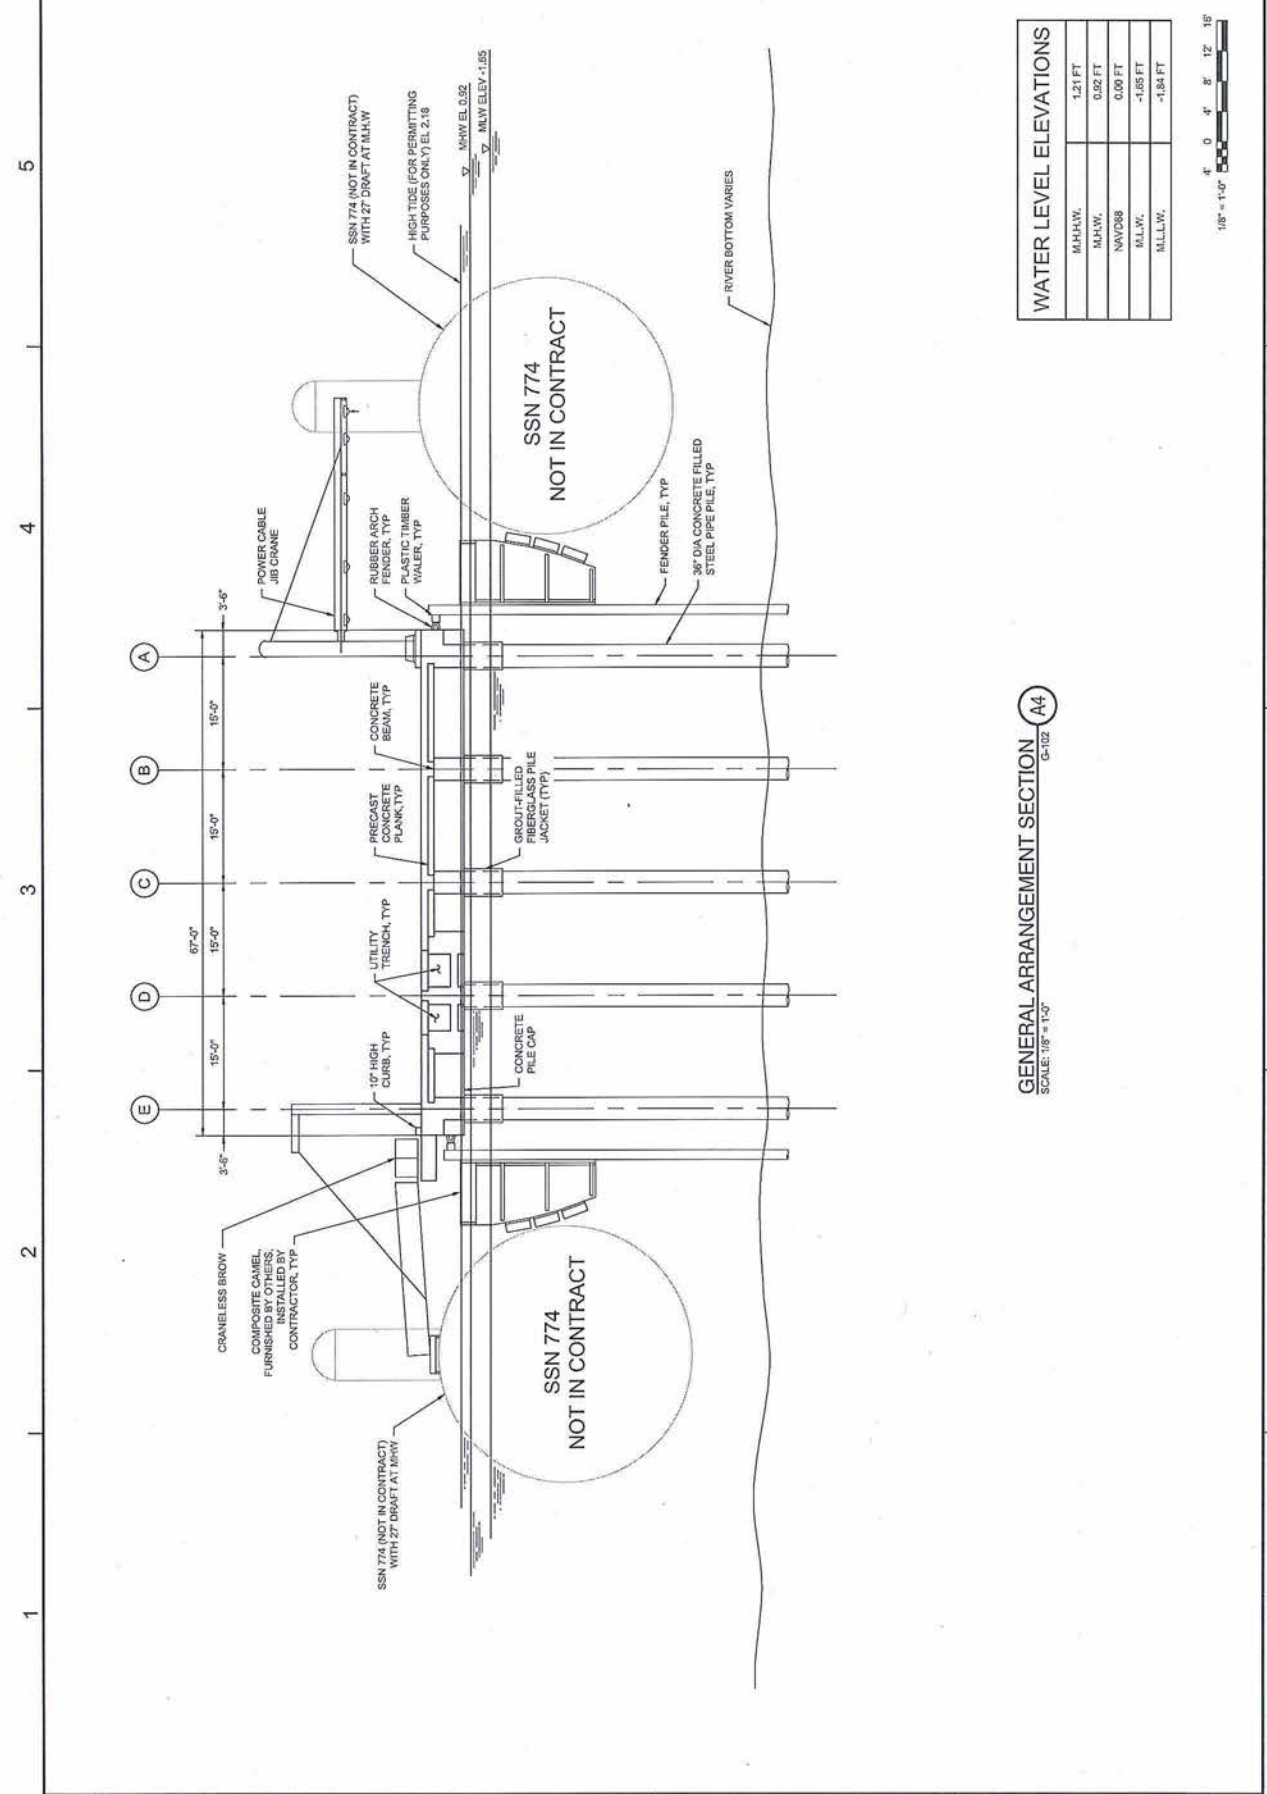 1
2
3
4
5
E
D
C
B
A
67'-0"
3'-6"
15'-0"
15'-0"
15'-0"
15'-0"
3'-6"
CRANELESS BROW
COMPOSITE CAMEL,
FURNISHED BY OTHERS,
INSTALLED BY
CONTRACTOR, TYP
SSN 774 (NOT IN CONTRACT)
WITH 27' DRAFT AT MHW
10" HIGH
CURB, TYP
UTILITY
TRENCH, TYP
PRECAST
CONCRETE
PLANK,TYP
CONCRETE
BEAM, TYP
POWER CABLE
JIB CRANE
RUBBER ARCH
FENDER, TYP
PLASTIC TIMBER
WALER, TYP
SSN 774 (NOT IN CONTRACT)
WITH 27' DRAFT AT M.H.W
HIGH TIDE (FOR PERMITTING
PURPOSES ONLY) EL 2.18
MHW EL 0.92
MLW ELEV -1.65
SSN 774
NOT IN CONTRACT
CONCRETE
PILE CAP
GROUT-FILLED
FIBERGLASS PILE
JACKET (TYP)
SSN 774
NOT IN CONTRACT
FENDER PILE, TYP
36" DIA CONCRETE FILLED
STEEL PIPE PILE, TYP
RIVER BOTTOM VARIES
GENERAL ARRANGEMENT SECTION
SCALE: 1/8" = 1'-0"
A4
G-102
WATER LEVEL ELEVATIONS
M.H.H.W. 1.21 FT
M.H.W. 0.92 FT
NAVD88 0.00 FT
M.L.W. -1.65 FT
M.L.L.W. -1.84 FT
4' 0 4' 8' 12' 16'
1/8" = 1'-0"